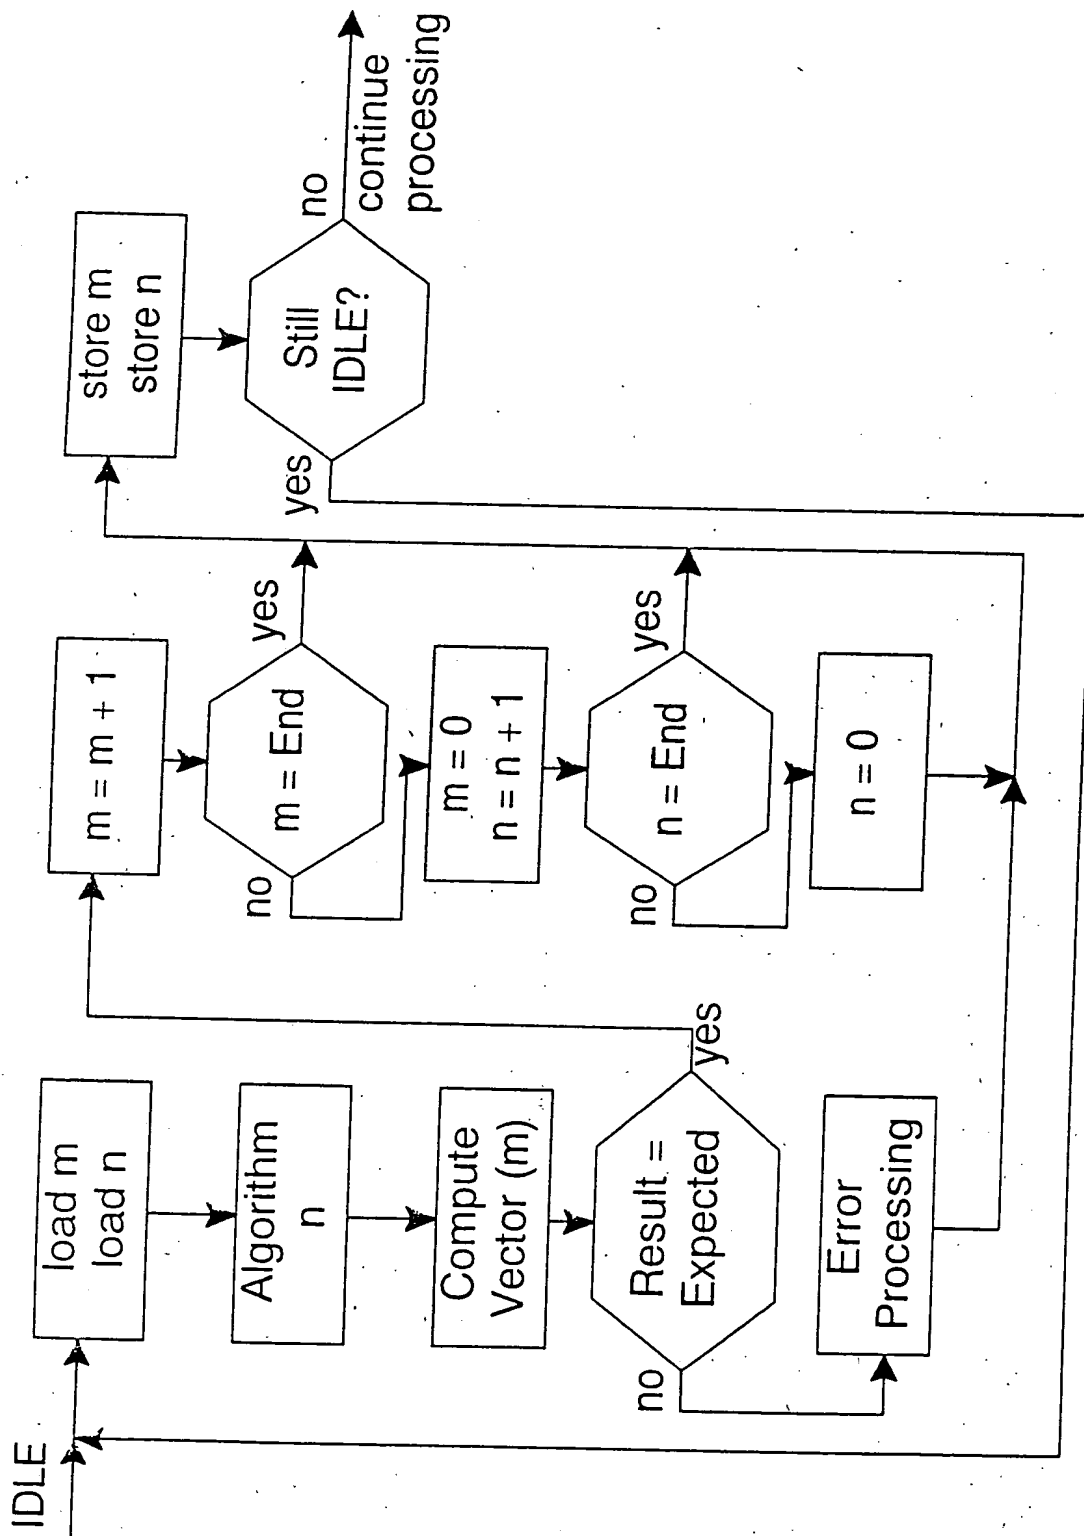 IDLE
load m
load n
Algorithm
n
Compute
Vector (m)
Result =
Expected
no
yes
Error
Processing
m = m + 1
m = End
no
yes
m = 0
n = n + 1
n = End
no
yes
n = 0
store m
store n
Still
IDLE?
yes
no
continue
processing